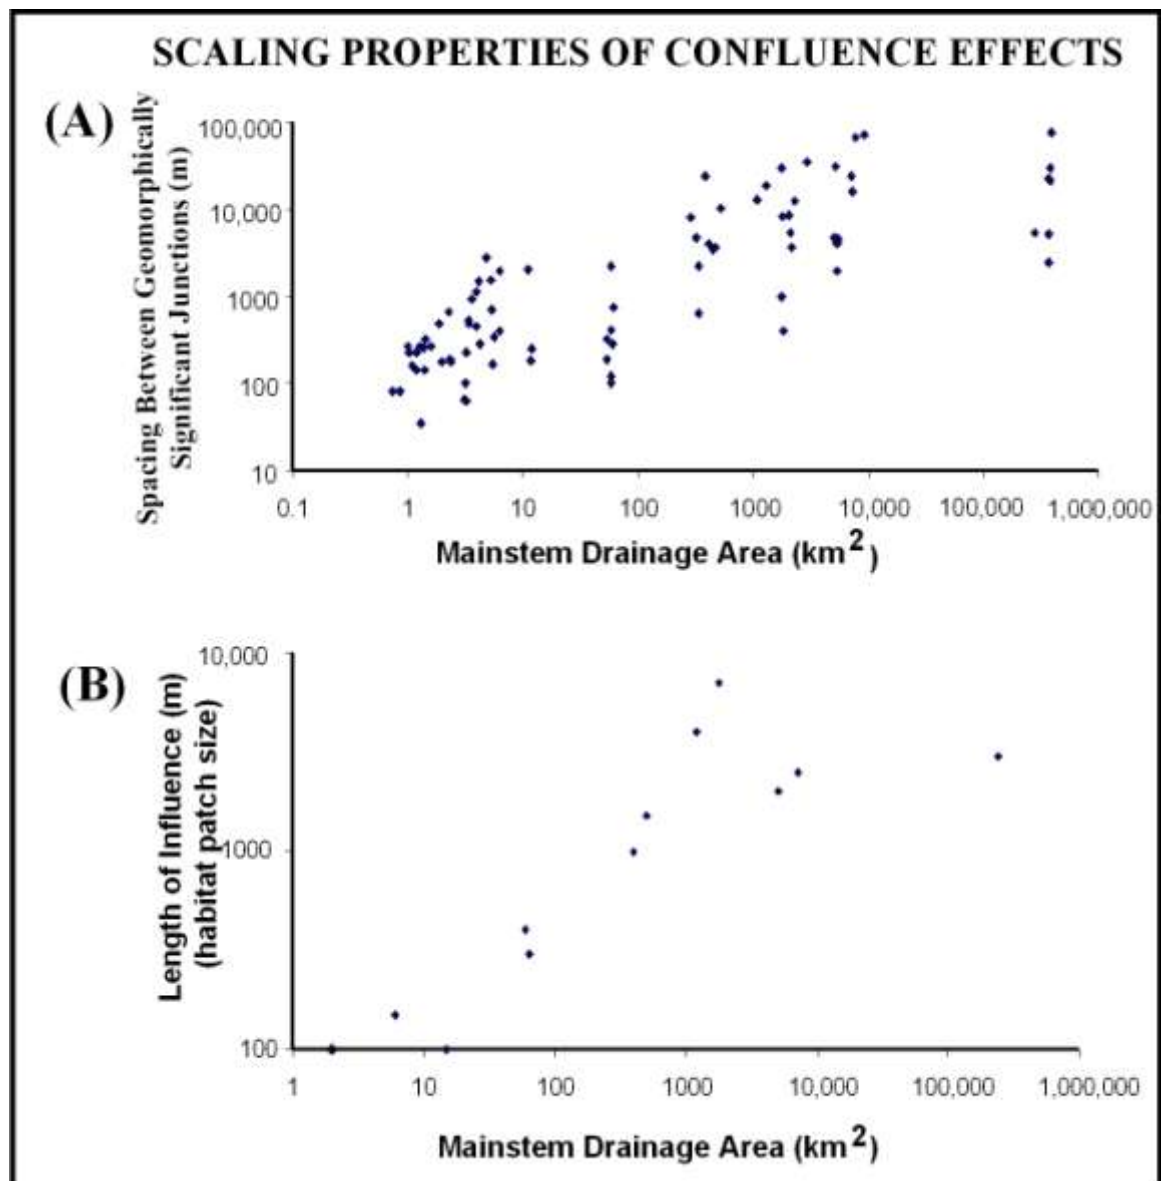 SCALING PROPERTIES OF CONFLUENCE EFFECTS
(A)
Spacing Between Geomorphically
Significant Junctions (m)
100,000
10,000
1000
100
10
0.1 1 10 100 1000 10,000 100,000 1,000,000
Mainstem Drainage Area (km²)
(B)
Length of Influence (m)
(habitat patch size)
10,000
1000
100
1 10 100 1000 10,000 100,000 1,000,000
Mainstem Drainage Area (km²)